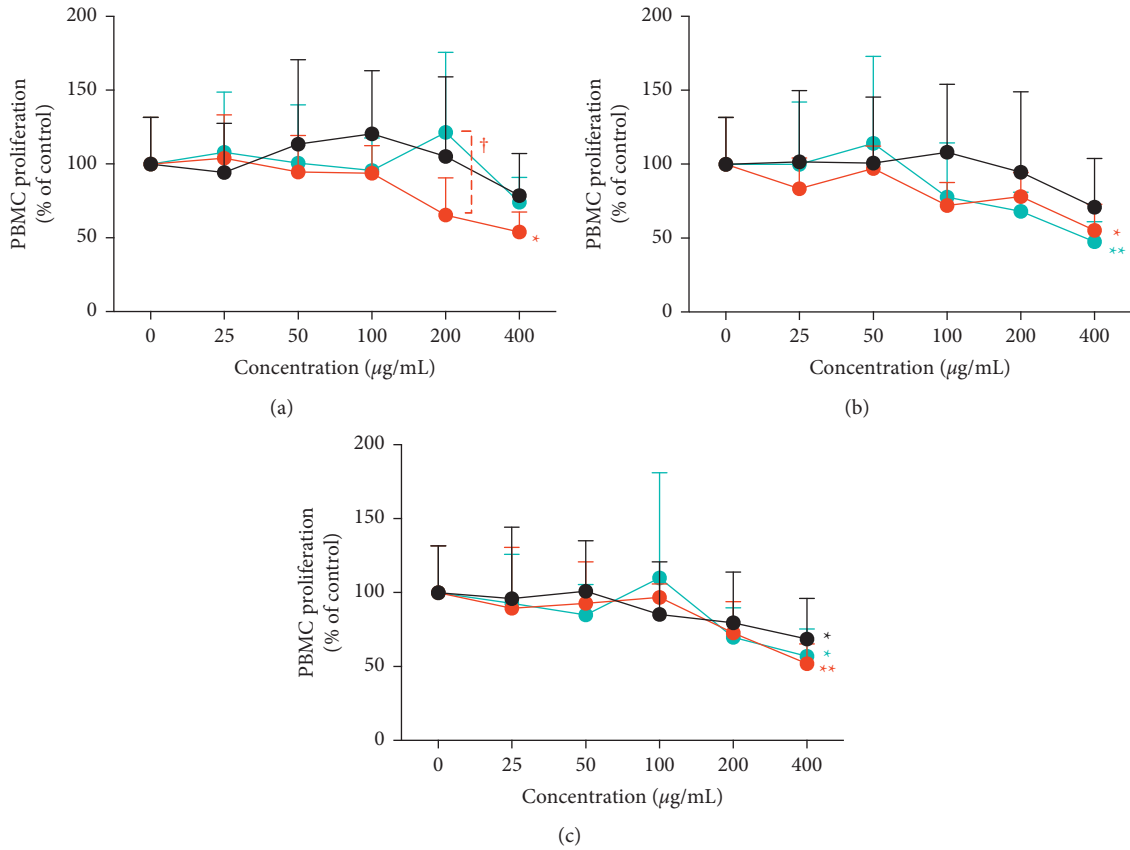 PBMC proliferation
(% of control)
200
150
100
50
0
†
*
0 25 50 100 200 400
Concentration (μg/mL)
(a)
PBMC proliferation
(% of control)
200
150
100
50
0
*
**
0 25 50 100 200 400
Concentration (μg/mL)
(b)
PBMC proliferation
(% of control)
200
150
100
50
0
*
*
**
0 25 50 100 200 400
Concentration (μg/mL)
(c)